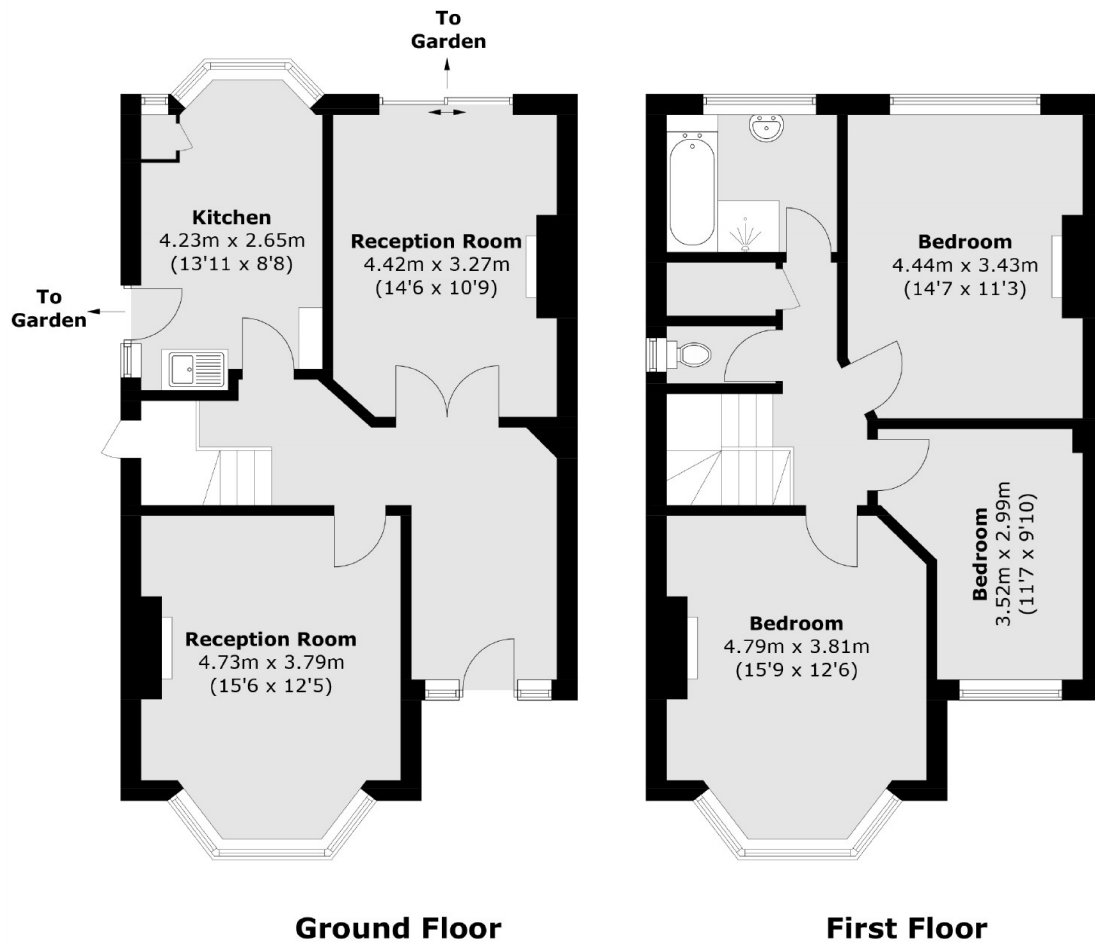 To
Garden
Kitchen
4.23m x 2.65m
(13'11 x 8'8)
Reception Room
4.42m x 3.27m
(14'6 x 10'9)
To
Garden
Reception Room
4.73m x 3.79m
(15'6 x 12'5)
Ground Floor
Bedroom
4.44m x 3.43m
(14'7 x 11'3)
Bedroom
3.52m x 2.99m
(11'7 x 9'10)
Bedroom
4.79m x 3.81m
(15'9 x 12'6)
First Floor